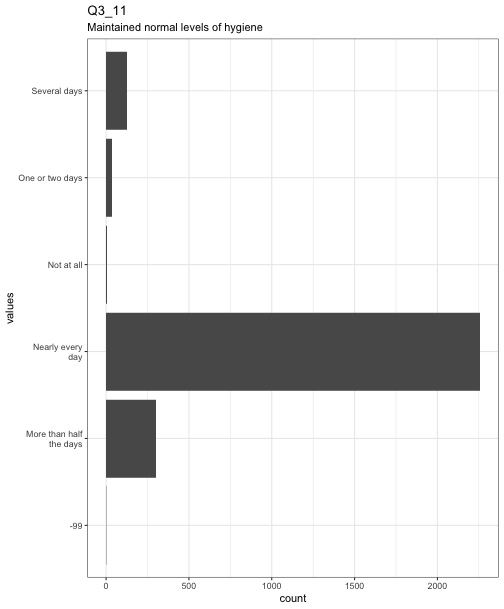 Q3_11
Maintained normal levels of hygiene
Several days
One or two days
Not at all
Nearly every
day
More than half
the days
-99
values
0 500 1000 1500 2000
count